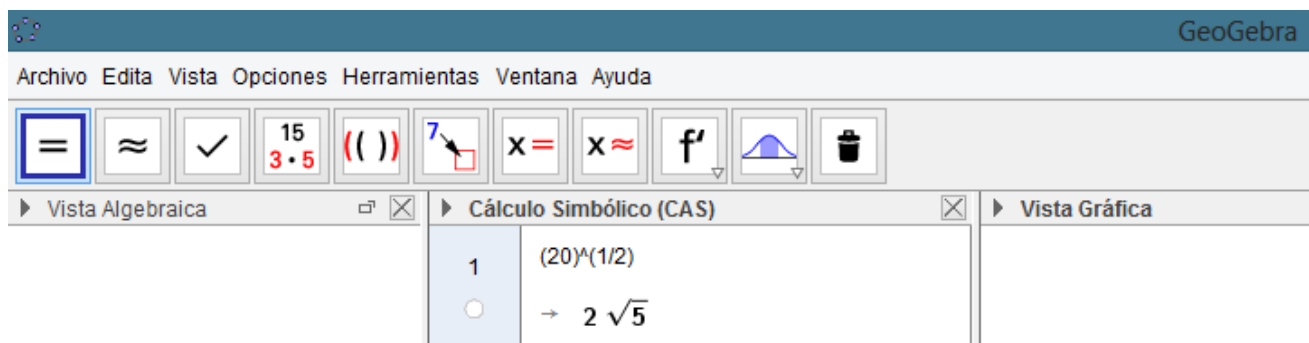 GeoGebra
Archivo Edita Vista Opciones Herramientas Ventana Ayuda
= ≈ ✓ 15 (( )) 7 x = x ≈ f′
3 • 5
Vista Algebraica Cálculo Simbólico (CAS) Vista Gráfica
1 (20)^(1/2)
→ 2 √5